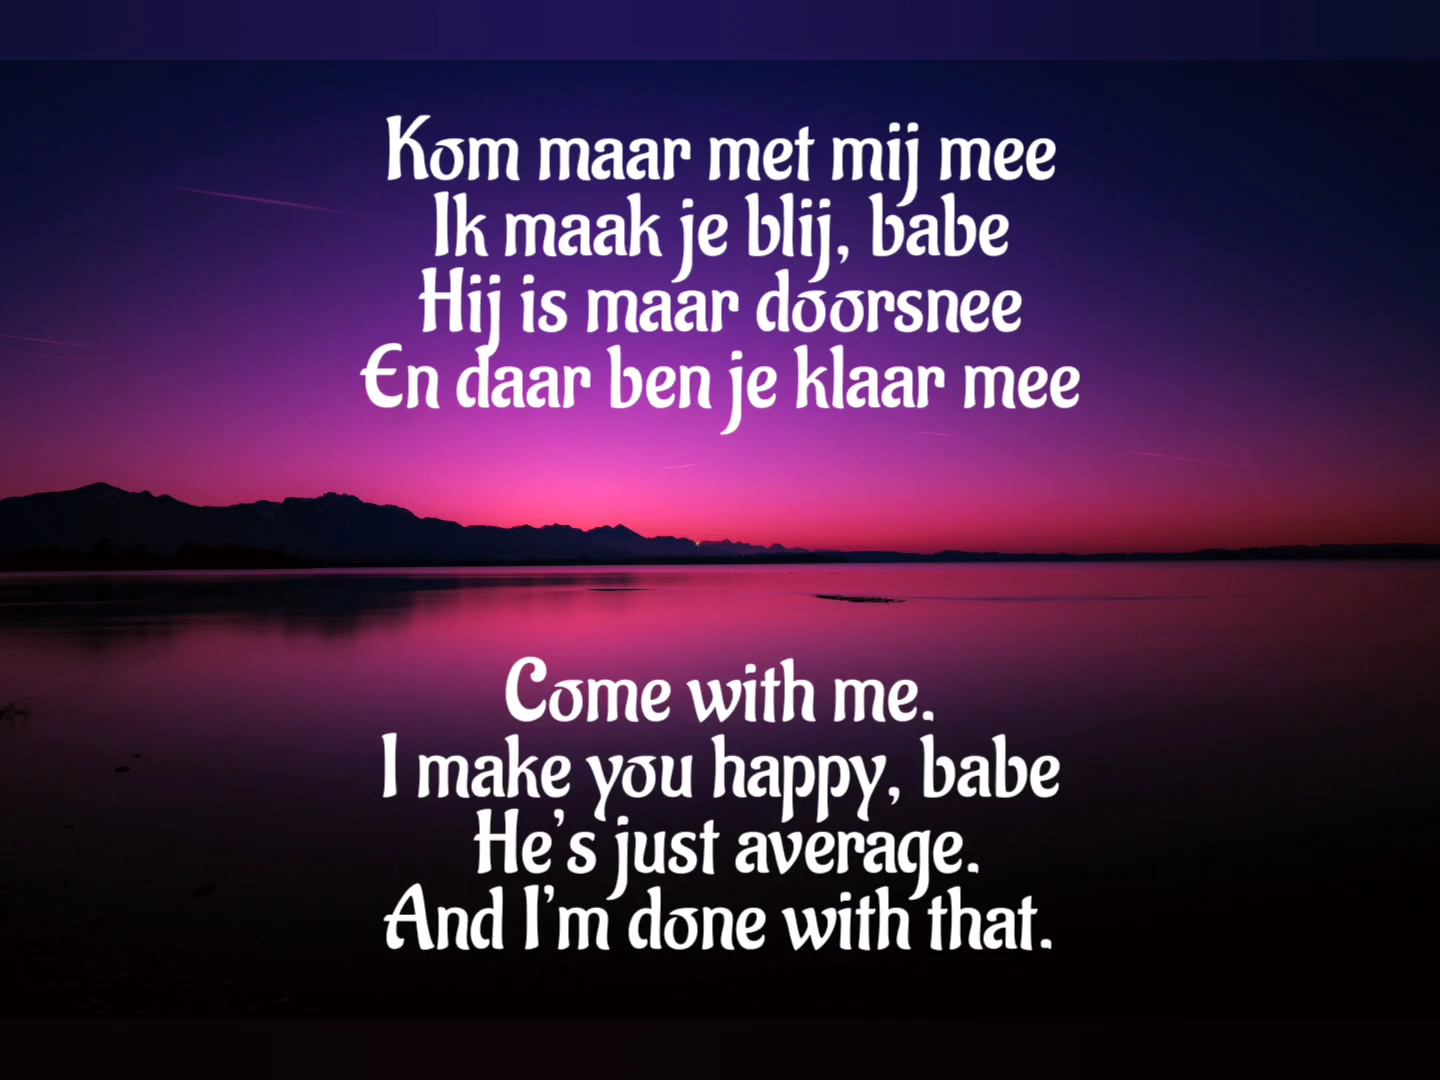 Kom maar met mij mee
Ik maak je blij, babe
Hij is maar doorsnee
En daar ben je klaar mee
Come with me.
I make you happy, babe
He's just average.
And I'm done with that.